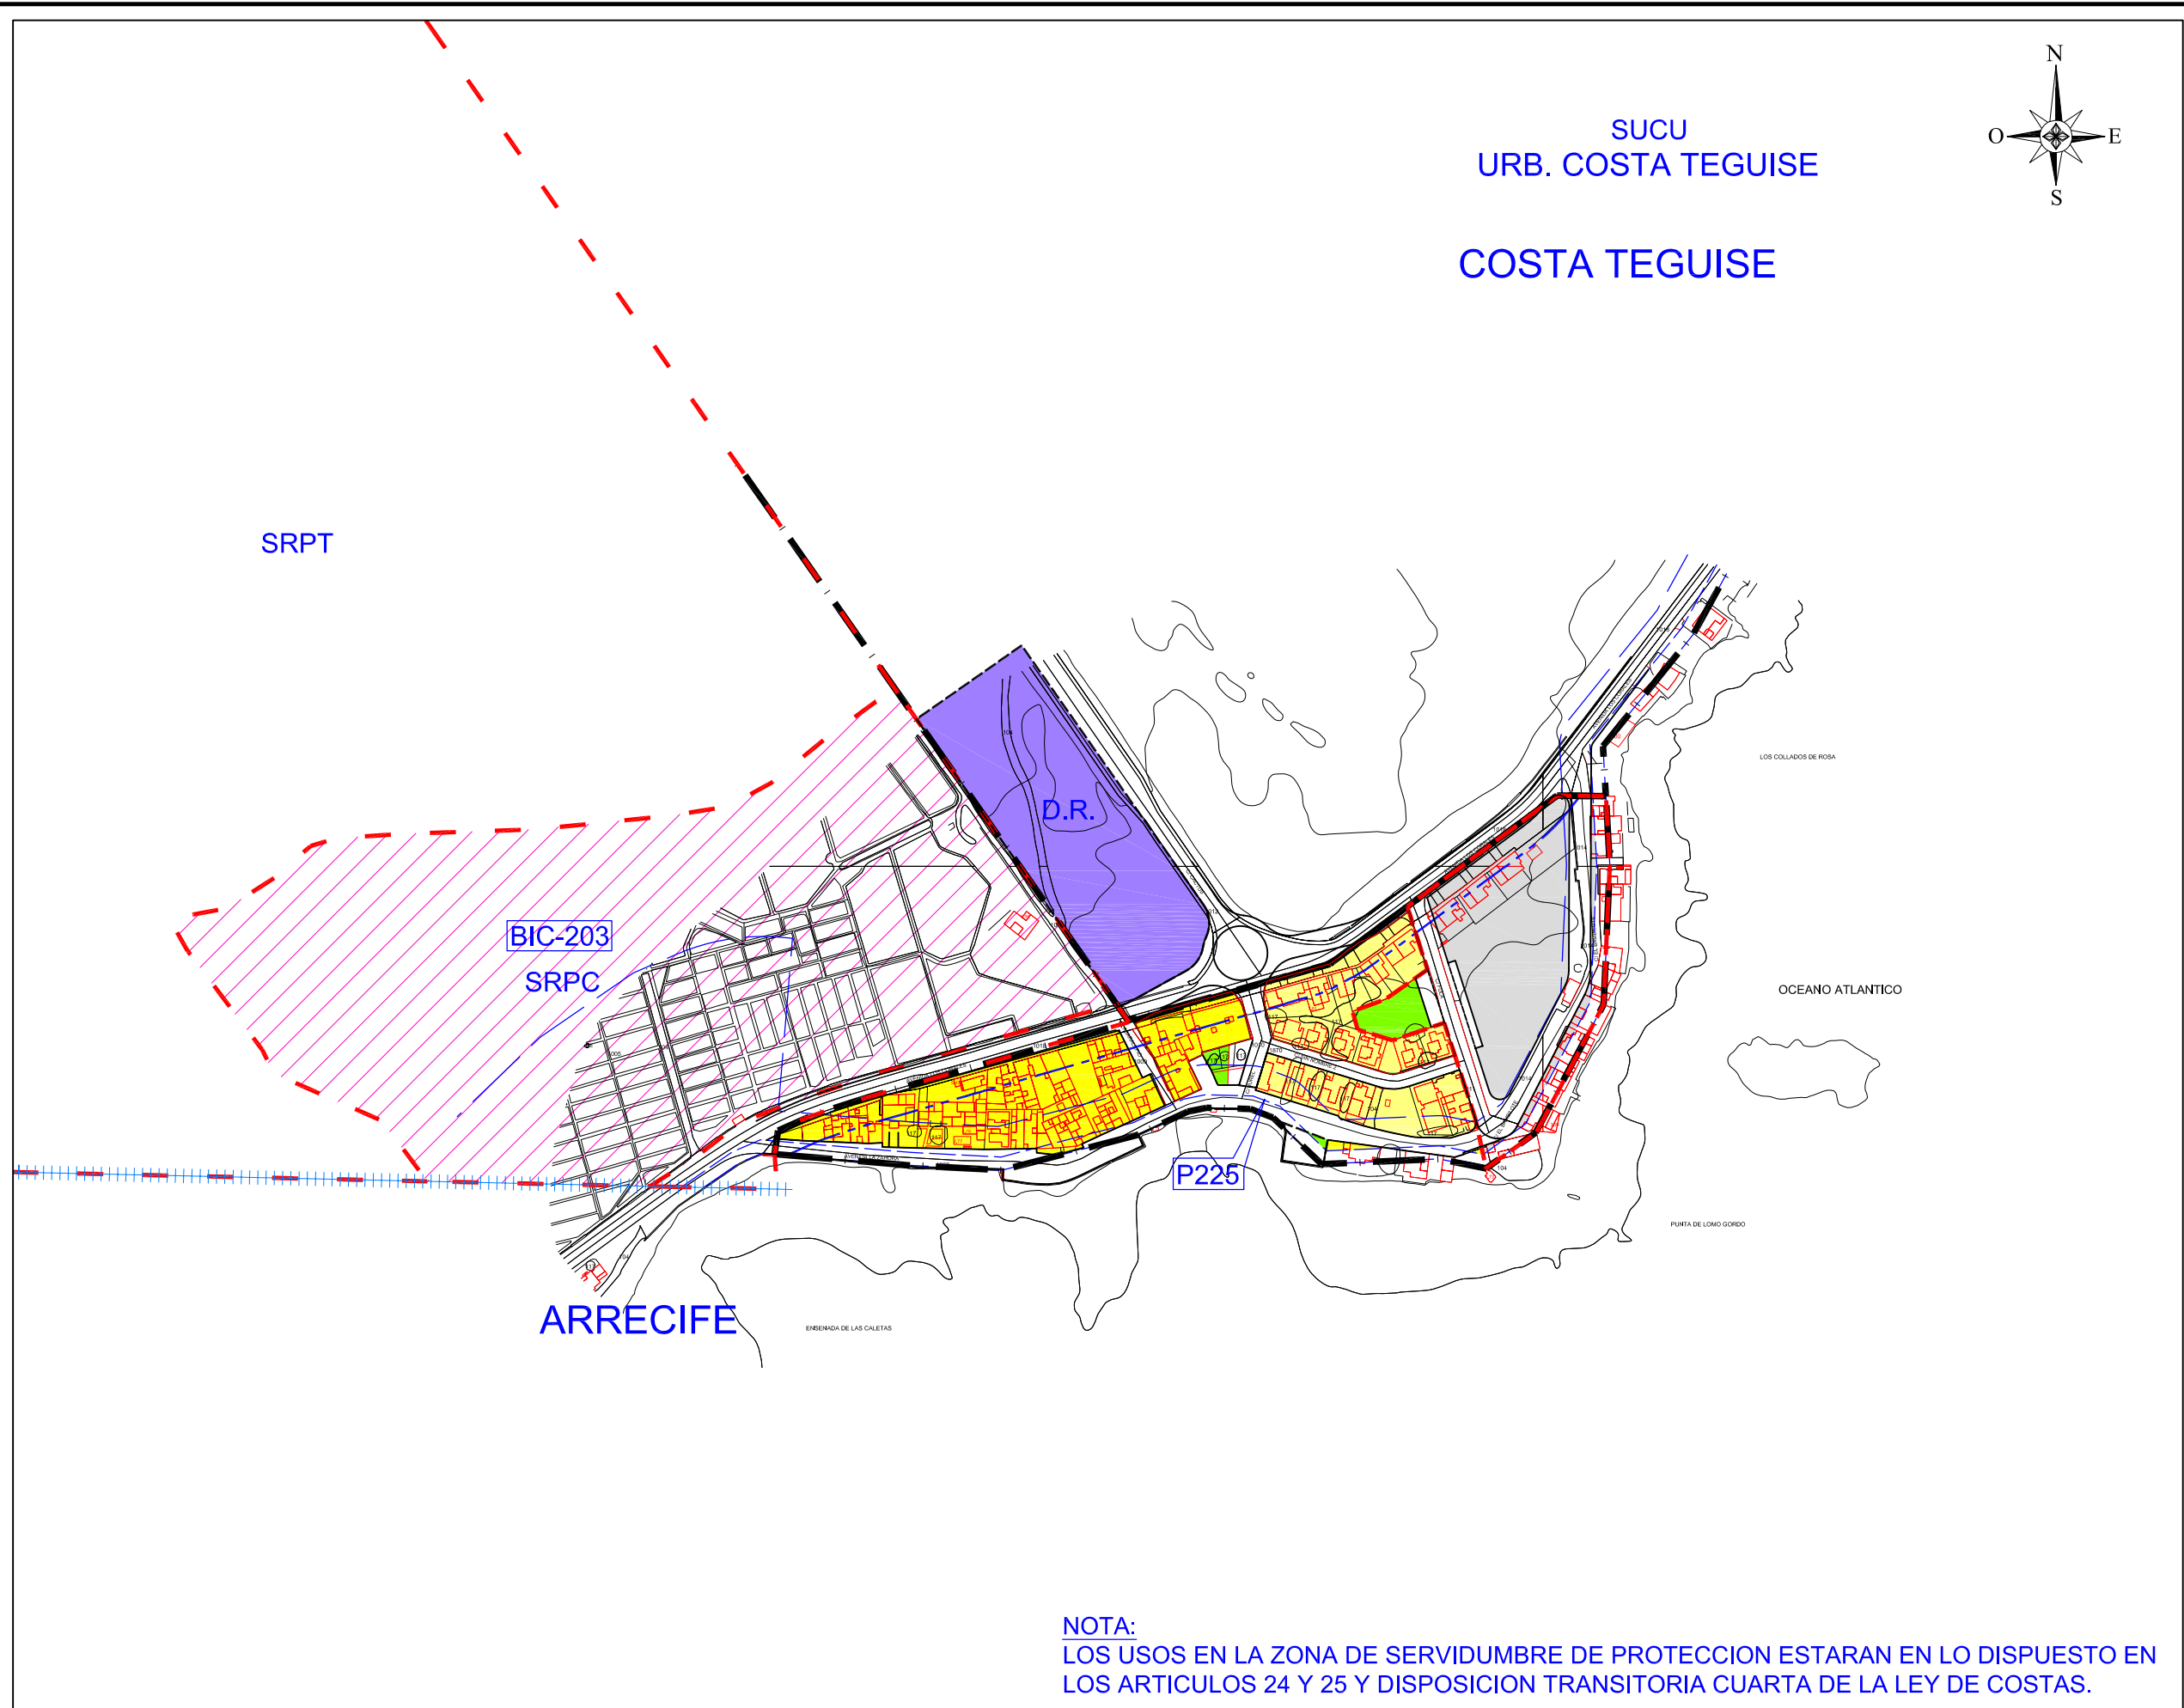 N
SUCU
O
E
URB. COSTA TEGUISE
S
COSTA TEGUISE
SRPT
LOS COLLADOS DE ROSA
D.R.
BIC-203
SRPC
OCEANO ATLANTICO
P225
PUNTA DE LOMO GORDO
ARRECIFE
ENSENADA DE LAS CALETAS
NOTA:
LOS USOS EN LA ZONA DE SERVIDUMBRE DE PROTECCION ESTARAN EN LO DISPUESTO EN
LOS ARTICULOS 24 Y 25 Y DISPOSICION TRANSITORIA CUARTA DE LA LEY DE COSTAS.